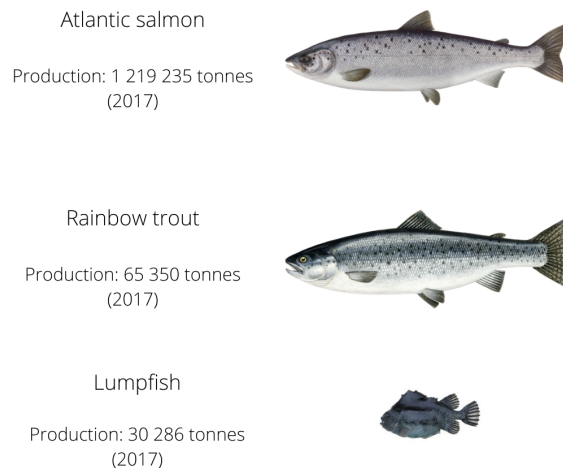 Atlantic salmon
Production: 1 219 235 tonnes
(2017)
Rainbow trout
Production: 65 350 tonnes
(2017)
Lumpfish
Production: 30 286 tonnes
(2017)